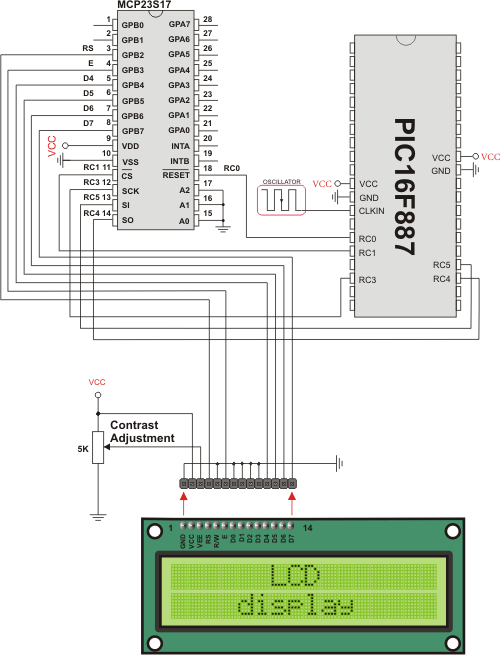 MCP23S17
1 GPB0 GPA7 28
2 GPB1 GPA6 27
RS 3 GPB2 GPA5 26
E 4 GPB3 GPA4 25
D4 5 GPB4 GPA3 24
D5 6 GPB5 GPA2 23
D6 7 GPB6 GPA1 22
D7 8 GPB7 GPA0 21
VCC 9 VDD INTA 20
10 VSS INTB 19
RC1 11 CS RESET 18 RC0
RC3 12 SCK A2 17
RC5 13 SI A1 16
RC4 14 SO A0 15
OSCILLATOR
PIC16F887
VCC VCC
GND
VCC VCC
GND
CLKIN
RC0
RC1
RC5
RC3 RC4
VCC
Contrast
Adjustment
5K
1 14
GND VCC VEE RS R/W E D0 D1 D2 D3 D4 D5 D6 D7
LCD
display